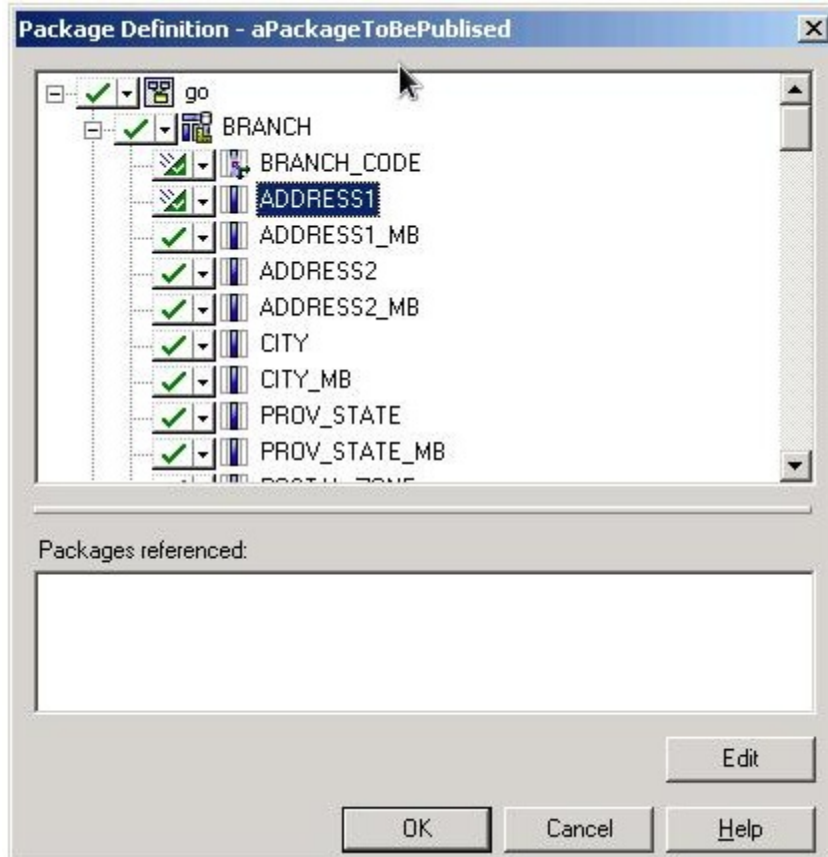 Package Definition - aPackageToBePublised
go
BRANCH
BRANCH_CODE
ADDRESS1
ADDRESS1_MB
ADDRESS2
ADDRESS2_MB
CITY
CITY_MB
PROV_STATE
PROV_STATE_MB
Packages referenced:
Edit
OK Cancel Help